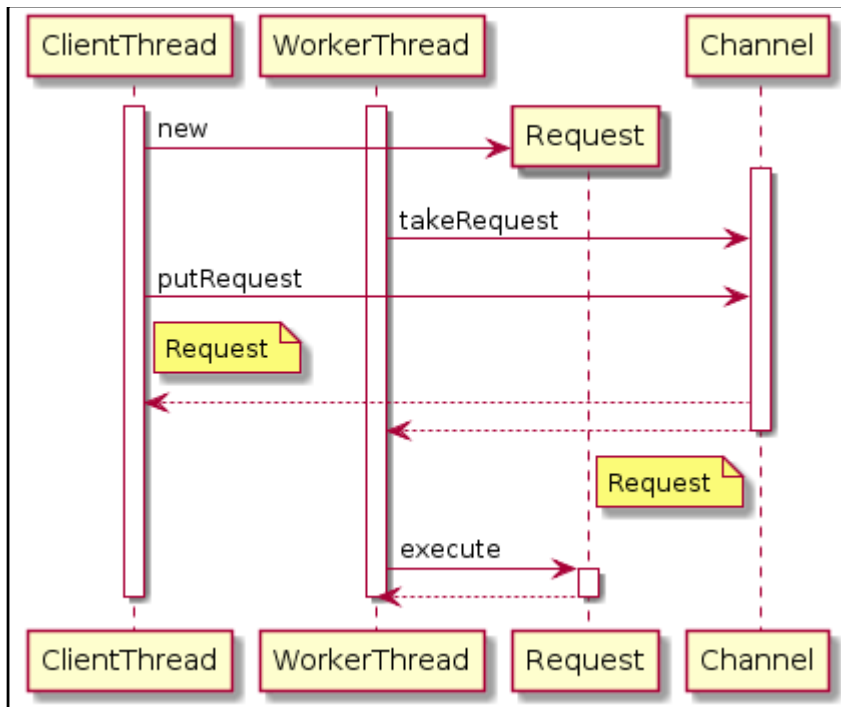 ClientThread
WorkerThread
Channel
new
Request
takeRequest
putRequest
Request
Request
execute
ClientThread
WorkerThread
Request
Channel